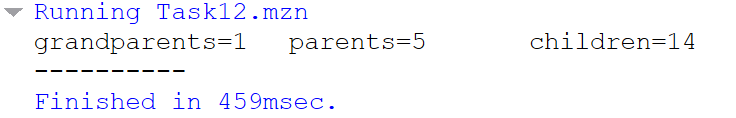 Running Task12.mzn
grandparents=1 parents=5 children=14
----------
Finished in 459msec.